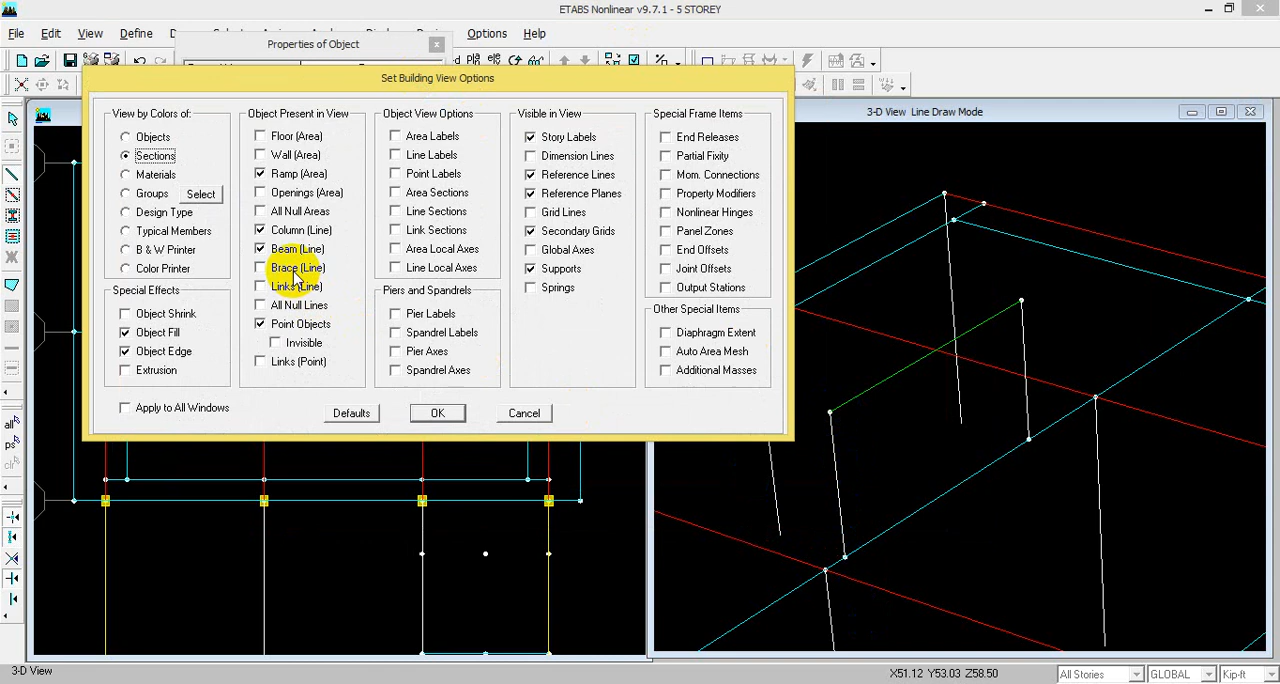 ETABS Nonlinear v9.7.1 - 5 STOREY
File Edit View Define Options Help
Properties of Object
Set Building View Options
View by Colors of:
Objects
Sections
Materials
Groups Select
Design Type
Typical Members
B & W Printer
Color Printer
Special Effects
Object Shrink
Object Fill
Object Edge
Extrusion
Apply to All Windows
Object Present in View
Floor (Area)
Wall (Area)
Ramp (Area)
Openings (Area)
All Null Areas
Column (Line)
Beam (Line)
Brace (Line)
Links (Line)
All Null Lines
Point Objects
Invisible
Links (Point)
Object View Options
Area Labels
Line Labels
Point Labels
Area Sections
Line Sections
Link Sections
Area Local Axes
Line Local Axes
Piers and Spandrels
Pier Labels
Spandrel Labels
Pier Axes
Spandrel Axes
Visible in View
Story Labels
Dimension Lines
Reference Lines
Reference Planes
Grid Lines
Secondary Grids
Global Axes
Supports
Springs
Special Frame Items
End Releases
Partial Fixity
Mom. Connections
Property Modifiers
Nonlinear Hinges
Panel Zones
End Offsets
Joint Offsets
Output Stations
Other Special Items
Diaphragm Extent
Auto Area Mesh
Additional Masses
Defaults OK Cancel
3-D View Line Draw Mode
all
ps
clr
3-D View
X51.12 Y53.03 Z58.50
All Stories
GLOBAL
Kip-ft